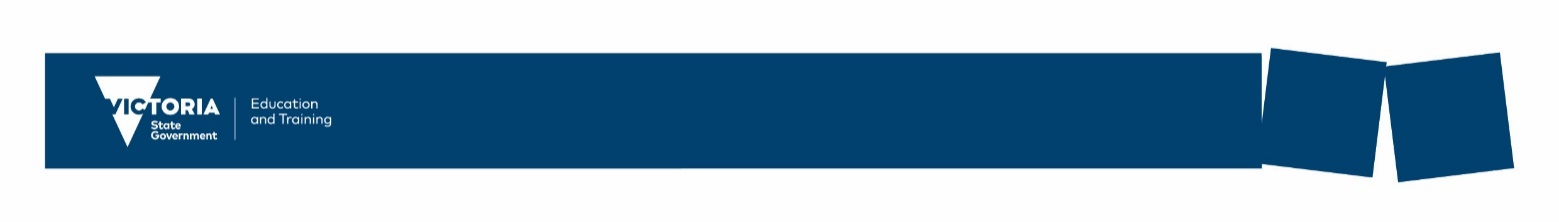 VICTORIA
State
Government
Education
and Training